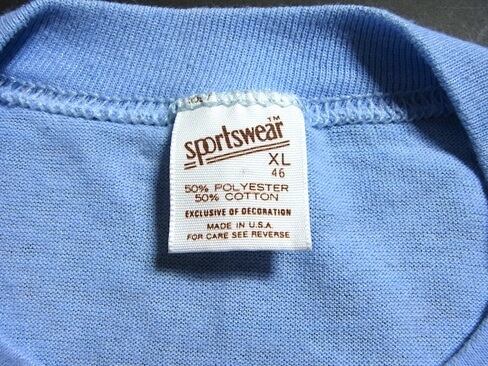 sportswear™
XL
46
50% POLYESTER
50% COTTON
EXCLUSIVE OF DECORATION
MADE IN U.S.A.
FOR CARE SEE REVERSE